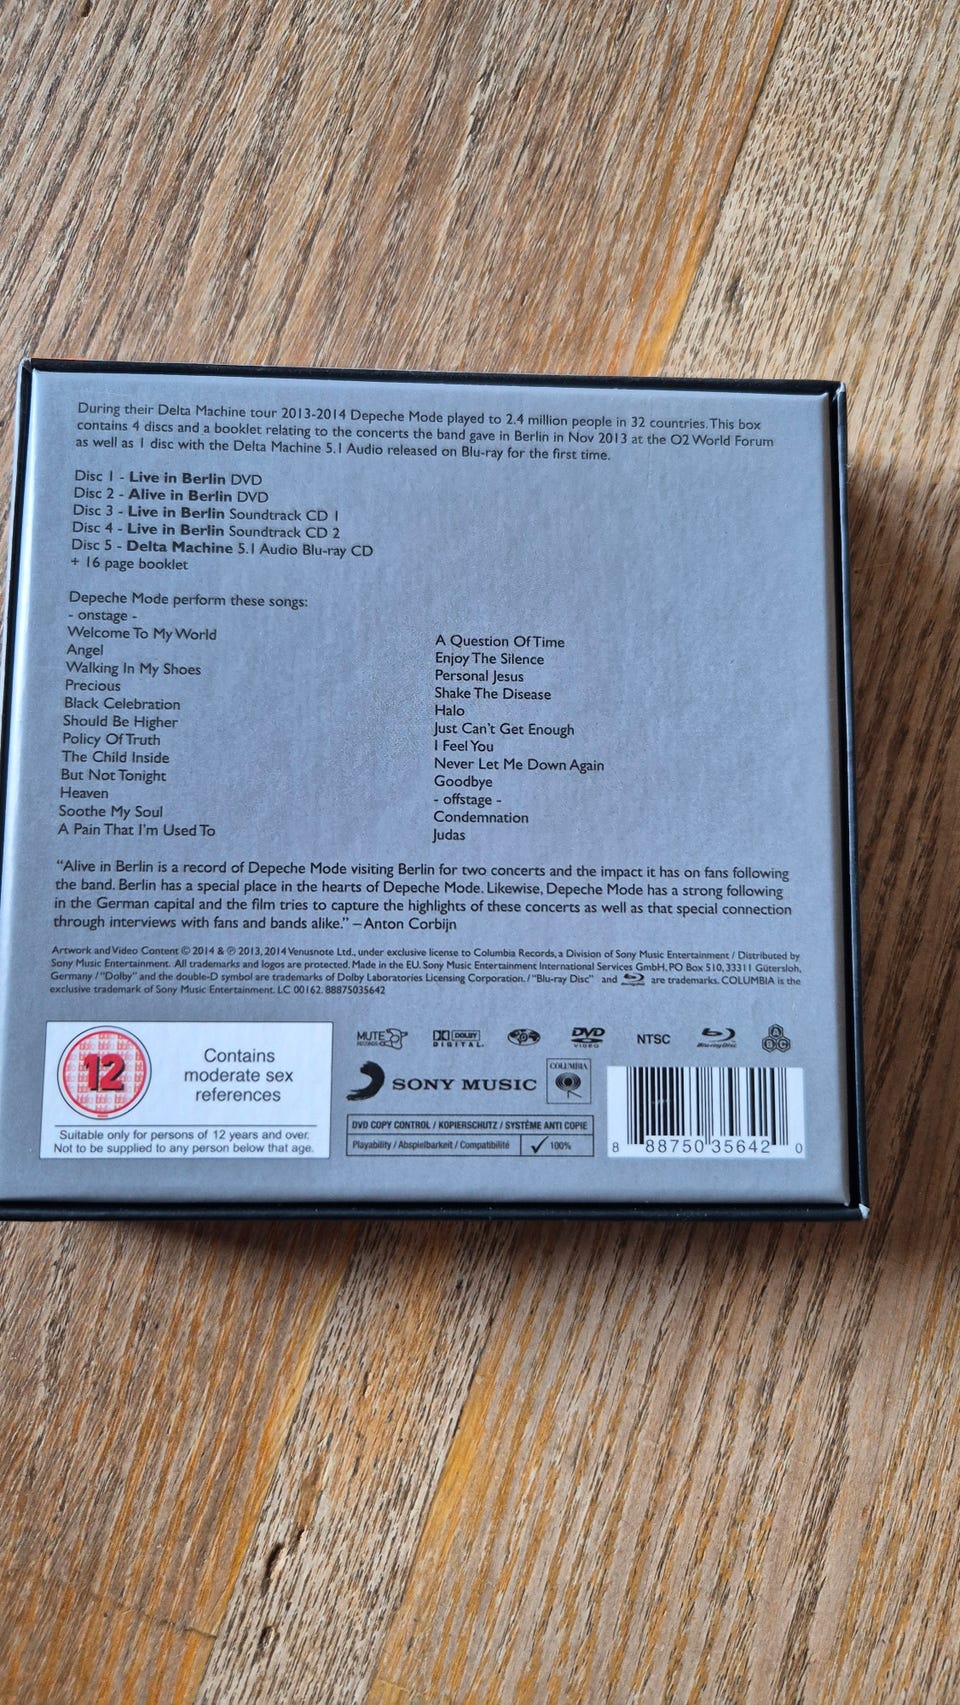 During their Delta Machine tour 2013-2014 Depeche Mode played to 2.4 million people in 32 countries. This box
contains 4 discs and a booklet relating to the concerts the band gave in Berlin in Nov 2013 at the O2 World Forum
as well as 1 disc with the Delta Machine 5.1 Audio released on Blu-ray for the first time.
Disc 1 - Live in Berlin DVD
Disc 2 - Alive in Berlin DVD
Disc 3 - Live in Berlin Soundtrack CD 1
Disc 4 - Live in Berlin Soundtrack CD 2
Disc 5 - Delta Machine 5.1 Audio Blu-ray CD
+ 16 page booklet
Depeche Mode perform these songs:
- onstage -
Welcome To My World
Angel
Walking In My Shoes
Precious
Black Celebration
Should Be Higher
Policy Of Truth
The Child Inside
But Not Tonight
Heaven
Soothe My Soul
A Pain That I'm Used To
A Question Of Time
Enjoy The Silence
Personal Jesus
Shake The Disease
Halo
Just Can't Get Enough
I Feel You
Never Let Me Down Again
Goodbye
- offstage -
Condemnation
Judas
“Alive in Berlin is a record of Depeche Mode visiting Berlin for two concerts and the impact it has on fans following
the band. Berlin has a special place in the hearts of Depeche Mode. Likewise, Depeche Mode has a strong following
in the German capital and the film tries to capture the highlights of these concerts as well as that special connection
through interviews with fans and bands alike.” – Anton Corbijn
Artwork and Video Content © 2014 & ℗ 2013, 2014 Venusnote Ltd., under exclusive license to Columbia Records, a Division of Sony Music Entertainment / Distributed by
Sony Music Entertainment. All trademarks and logos are protected. Made in the EU. Sony Music Entertainment International Services GmbH, PO Box 510, 33311 Gütersloh,
Germany / "Dolby" and the double-D symbol are trademarks of Dolby Laboratories Licensing Corporation. / "Blu-ray Disc" and are trademarks. COLUMBIA is the
exclusive trademark of Sony Music Entertainment. LC 00162. 88875035642
12
Contains
moderate sex
references
Suitable only for persons of 12 years and over.
Not to be supplied to any person below that age.
MUTE
DOLBY
DIGITAL
DVD
VIDEO
NTSC
Blu-ray Disc
SONY MUSIC
COLUMBIA
DVD COPY CONTROL / KOPIERSCHUTZ / SYSTÈME ANTI COPIE
Playability / Abspielbarkeit / Compatibilité 100%
8 88750 35642 0